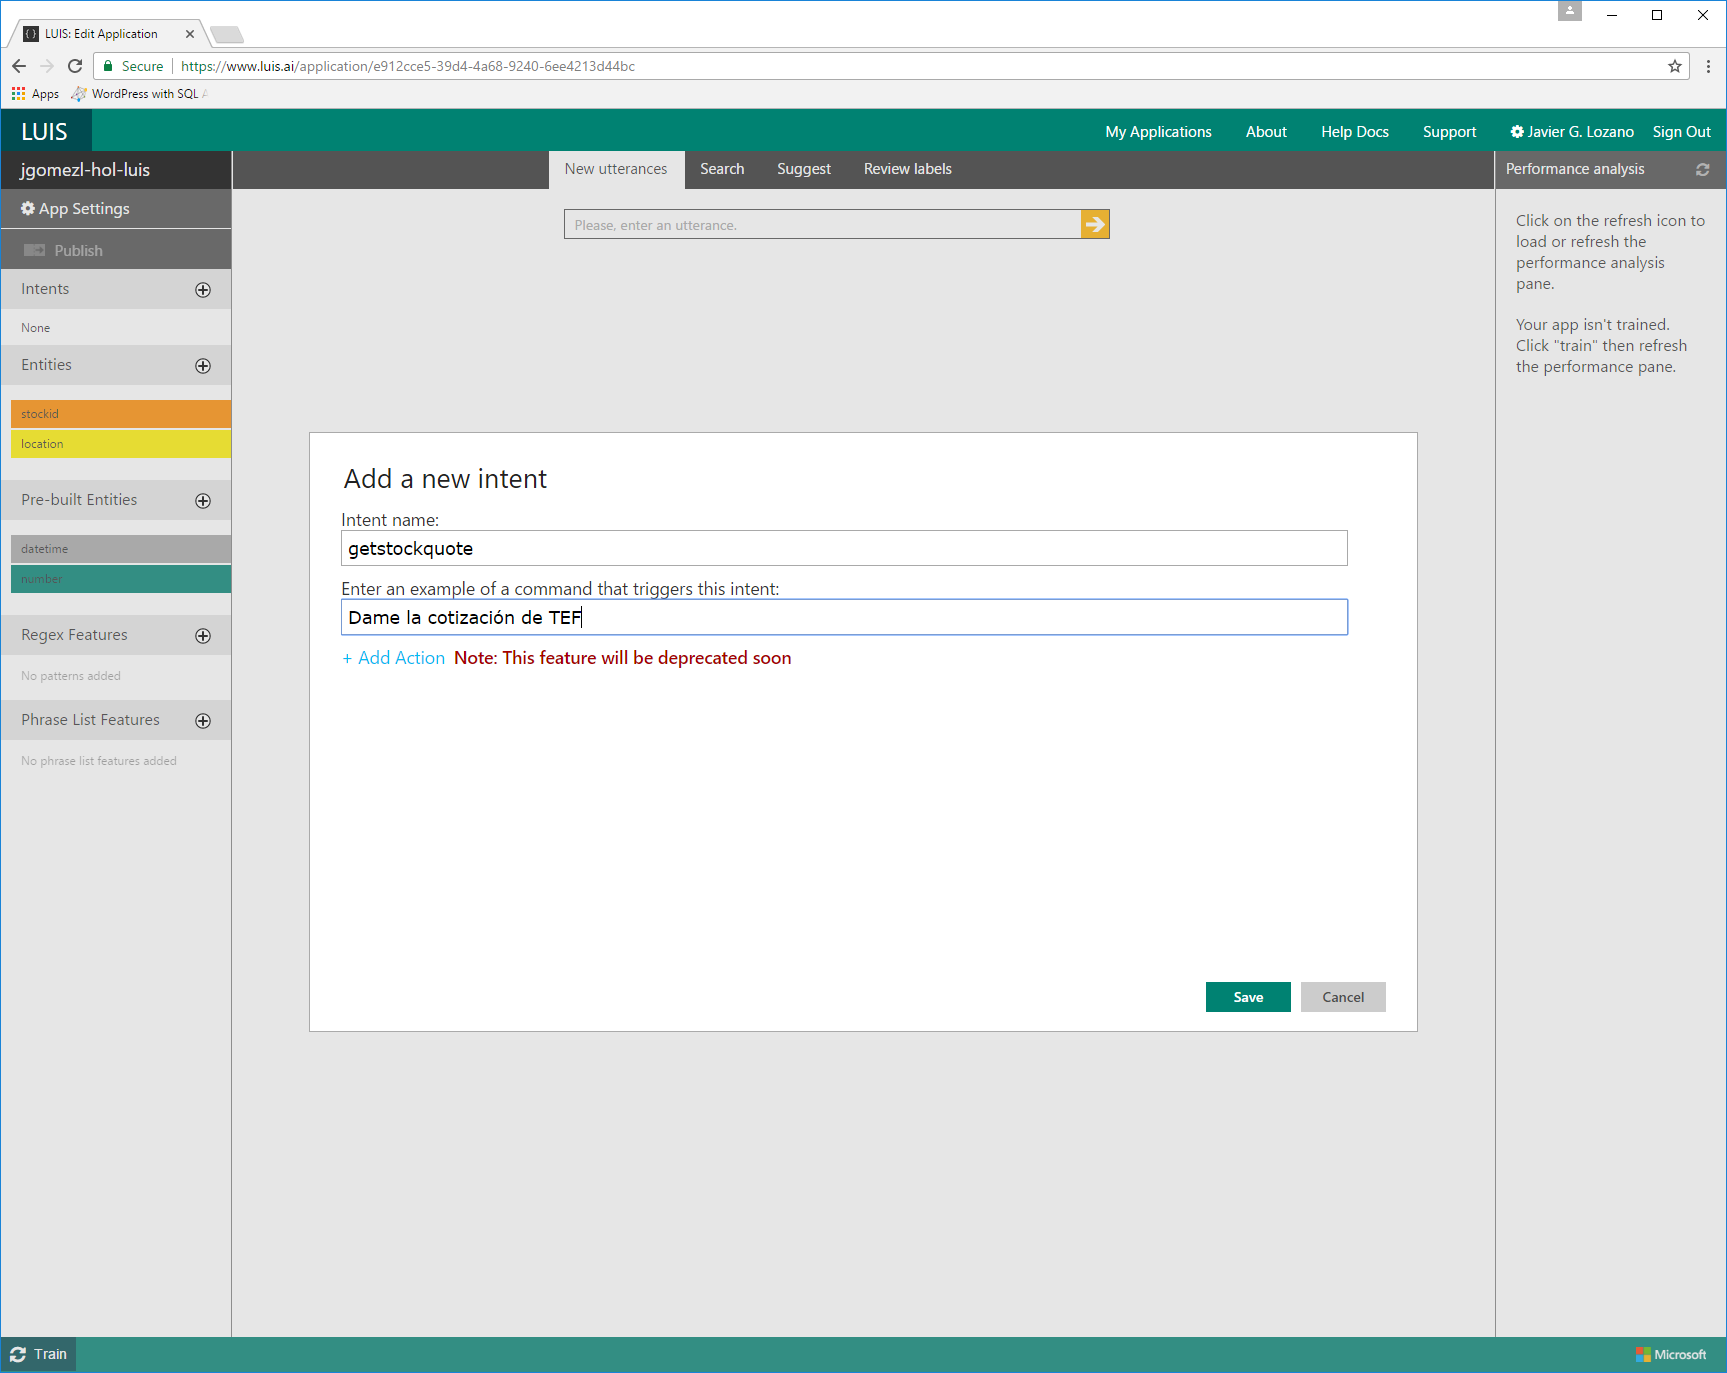 LUIS: Edit Application
Secure https://www.luis.ai/application/e912cce5-39d4-4a68-9240-6ee4213d44bc
Apps WordPress with SQL
LUIS My Applications About Help Docs Support Javier G. Lozano Sign Out
jgomezl-hol-luis New utterances Search Suggest Review labels Performance analysis
App Settings
Publish
Intents
None
Entities
stockid
location
Pre-built Entities
datetime
number
Regex Features
No patterns added
Phrase List Features
No phrase list features added
Please, enter an utterance.
Click on the refresh icon to
load or refresh the
performance analysis
pane.
Your app isn't trained.
Click "train" then refresh
the performance pane.
Add a new intent
Intent name:
getstockquote
Enter an example of a command that triggers this intent:
Dame la cotización de TEF
+ Add Action Note: This feature will be deprecated soon
Save Cancel
Train Microsoft